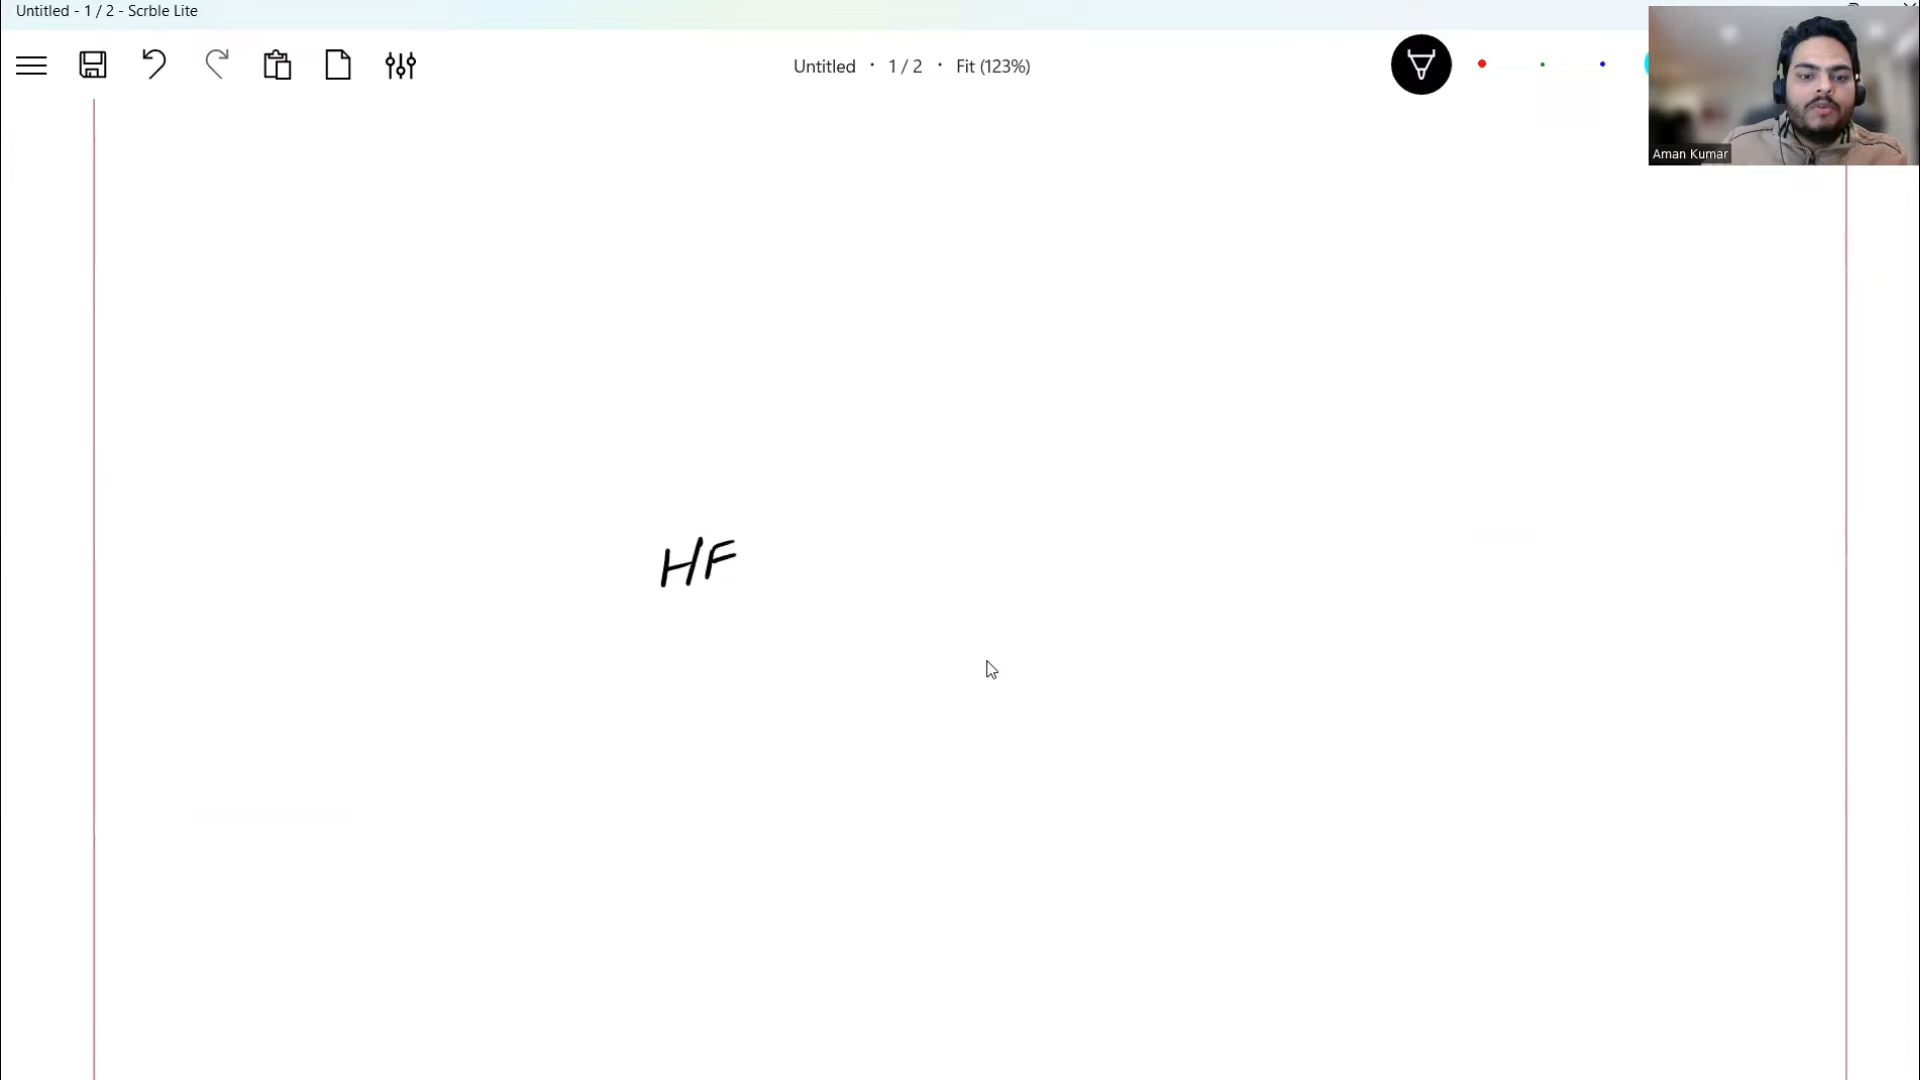 Untitled - 1 / 2 - Scrble Lite
Untitled · 1 / 2 · Fit (123%)
Aman Kumar
HF